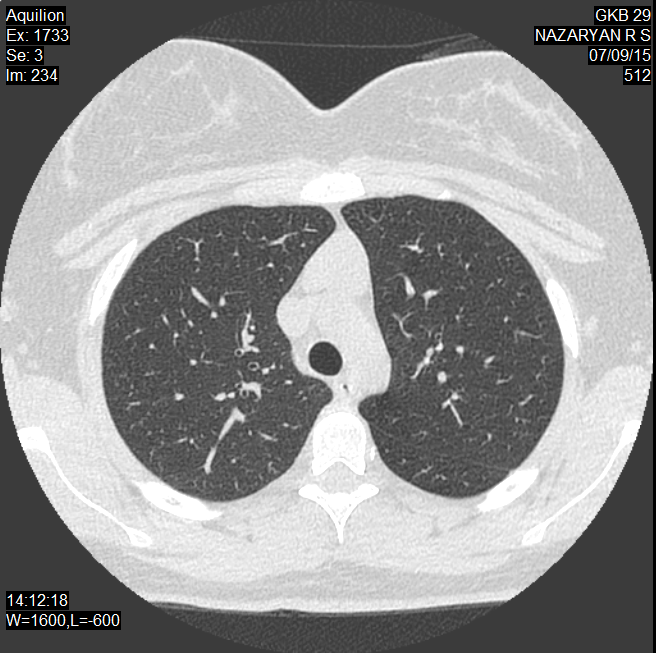 Aquilion
Ex: 1733
Se: 3
Im: 234
GKB 29
NAZARYAN R S
07/09/15
512
14:12:18
W=1600,L=-600